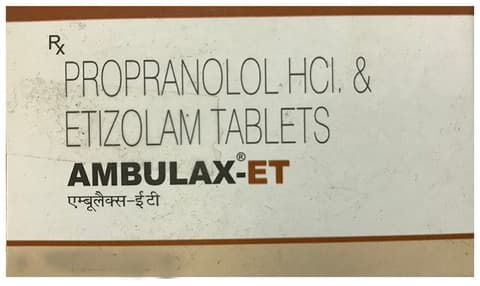 Rx
PROPRANOLOL HCl. &
ETIZOLAM TABLETS
AMBULAX®-ET
एम्बूलैक्स-ई टी